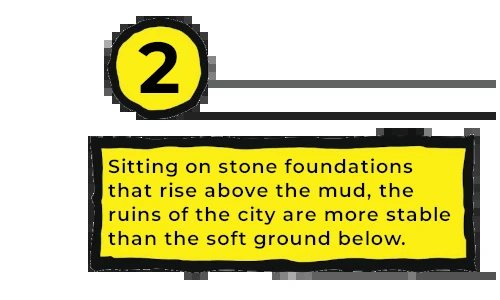 2
Sitting on stone foundations
that rise above the mud, the
ruins of the city are more stable
than the soft ground below.